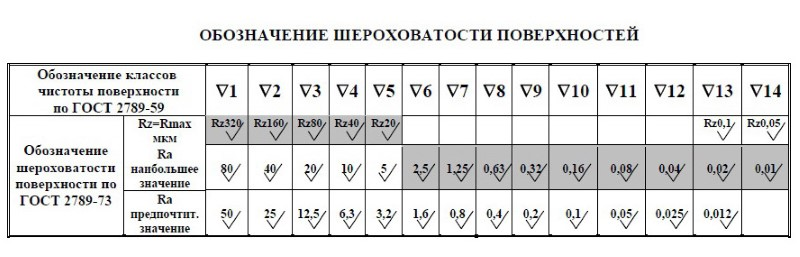 ОБОЗНАЧЕНИЕ ШЕРОХОВАТОСТИ ПОВЕРХНОСТЕЙ
Обозначение классов
чистоты поверхности
по ГОСТ 2789-59
∇1 ∇2 ∇3 ∇4 ∇5 ∇6 ∇7 ∇8 ∇9 ∇10 ∇11 ∇12 ∇13 ∇14
Обозначение
шероховатости
поверхности по
ГОСТ 2789-73
Rz=Rmax
мкм
Rz320 Rz160 Rz80 Rz40 Rz20 Rz0,1 Rz0,05
Ra
наибольшее
значение
80 40 20 10 5 2,5 1,25 0,63 0,32 0,16 0,08 0,04 0,02 0,01
Ra
предпочтит.
значение
50 25 12,5 6,3 3,2 1,6 0,8 0,4 0,2 0,1 0,05 0,025 0,012